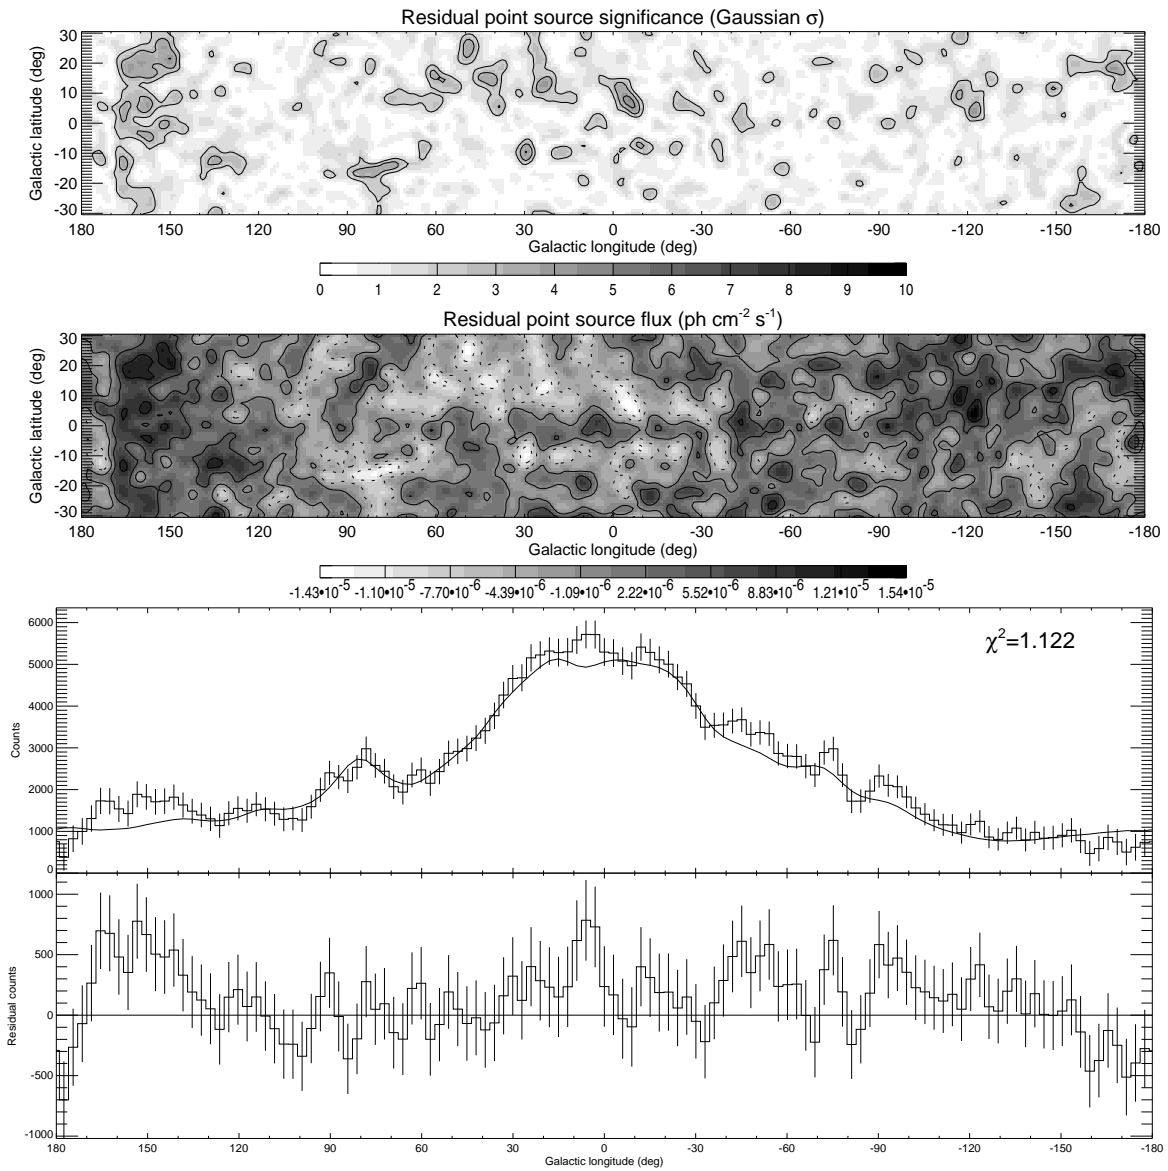 Residual point source significance (Gaussian σ)
Galactic latitude (deg)
30
20
10
0
-10
-20
-30
180 150 120 90 60 30 0 -30 -60 -90 -120 -150 -180
Galactic longitude (deg)
0 1 2 3 4 5 6 7 8 9 10
Residual point source flux (ph cm⁻² s⁻¹)
Galactic latitude (deg)
30
20
10
0
-10
-20
-30
180 150 120 90 60 30 0 -30 -60 -90 -120 -150 -180
Galactic longitude (deg)
-1.43•10⁻⁵ -1.10•10⁻⁵ -7.70•10⁻⁶ -4.39•10⁻⁶ -1.09•10⁻⁶ 2.22•10⁻⁶ 5.52•10⁻⁶ 8.83•10⁻⁶ 1.21•10⁻⁵ 1.54•10⁻⁵
χ²=1.122
Counts
6000
5000
4000
3000
2000
1000
0
Residual counts
1000
500
0
-500
-1000
180 150 120 90 60 30 0 -30 -60 -90 -120 -150 -180
Galactic longitude (deg)